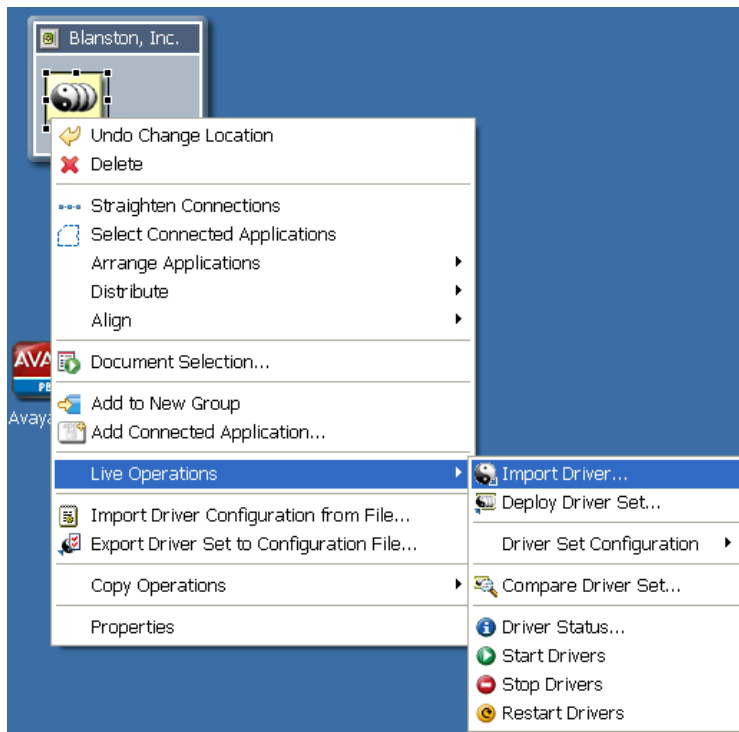 Blanston, Inc.
Undo Change Location
Delete
Straighten Connections
Select Connected Applications
Arrange Applications
Distribute
Align
AVA
Document Selection...
Avaya
Add to New Group
Add Connected Application...
Live Operations
Import Driver Configuration from File...
Export Driver Set to Configuration File...
Copy Operations
Properties
Import Driver...
Deploy Driver Set...
Driver Set Configuration
Compare Driver Set...
Driver Status...
Start Drivers
Stop Drivers
Restart Drivers